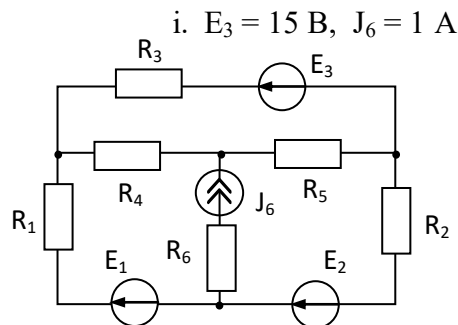 i. E₃ = 15 В, J₆ = 1 А
R₃
E₃
R₄
R₅
J₆
R₁
R₂
R₆
E₁
E₂